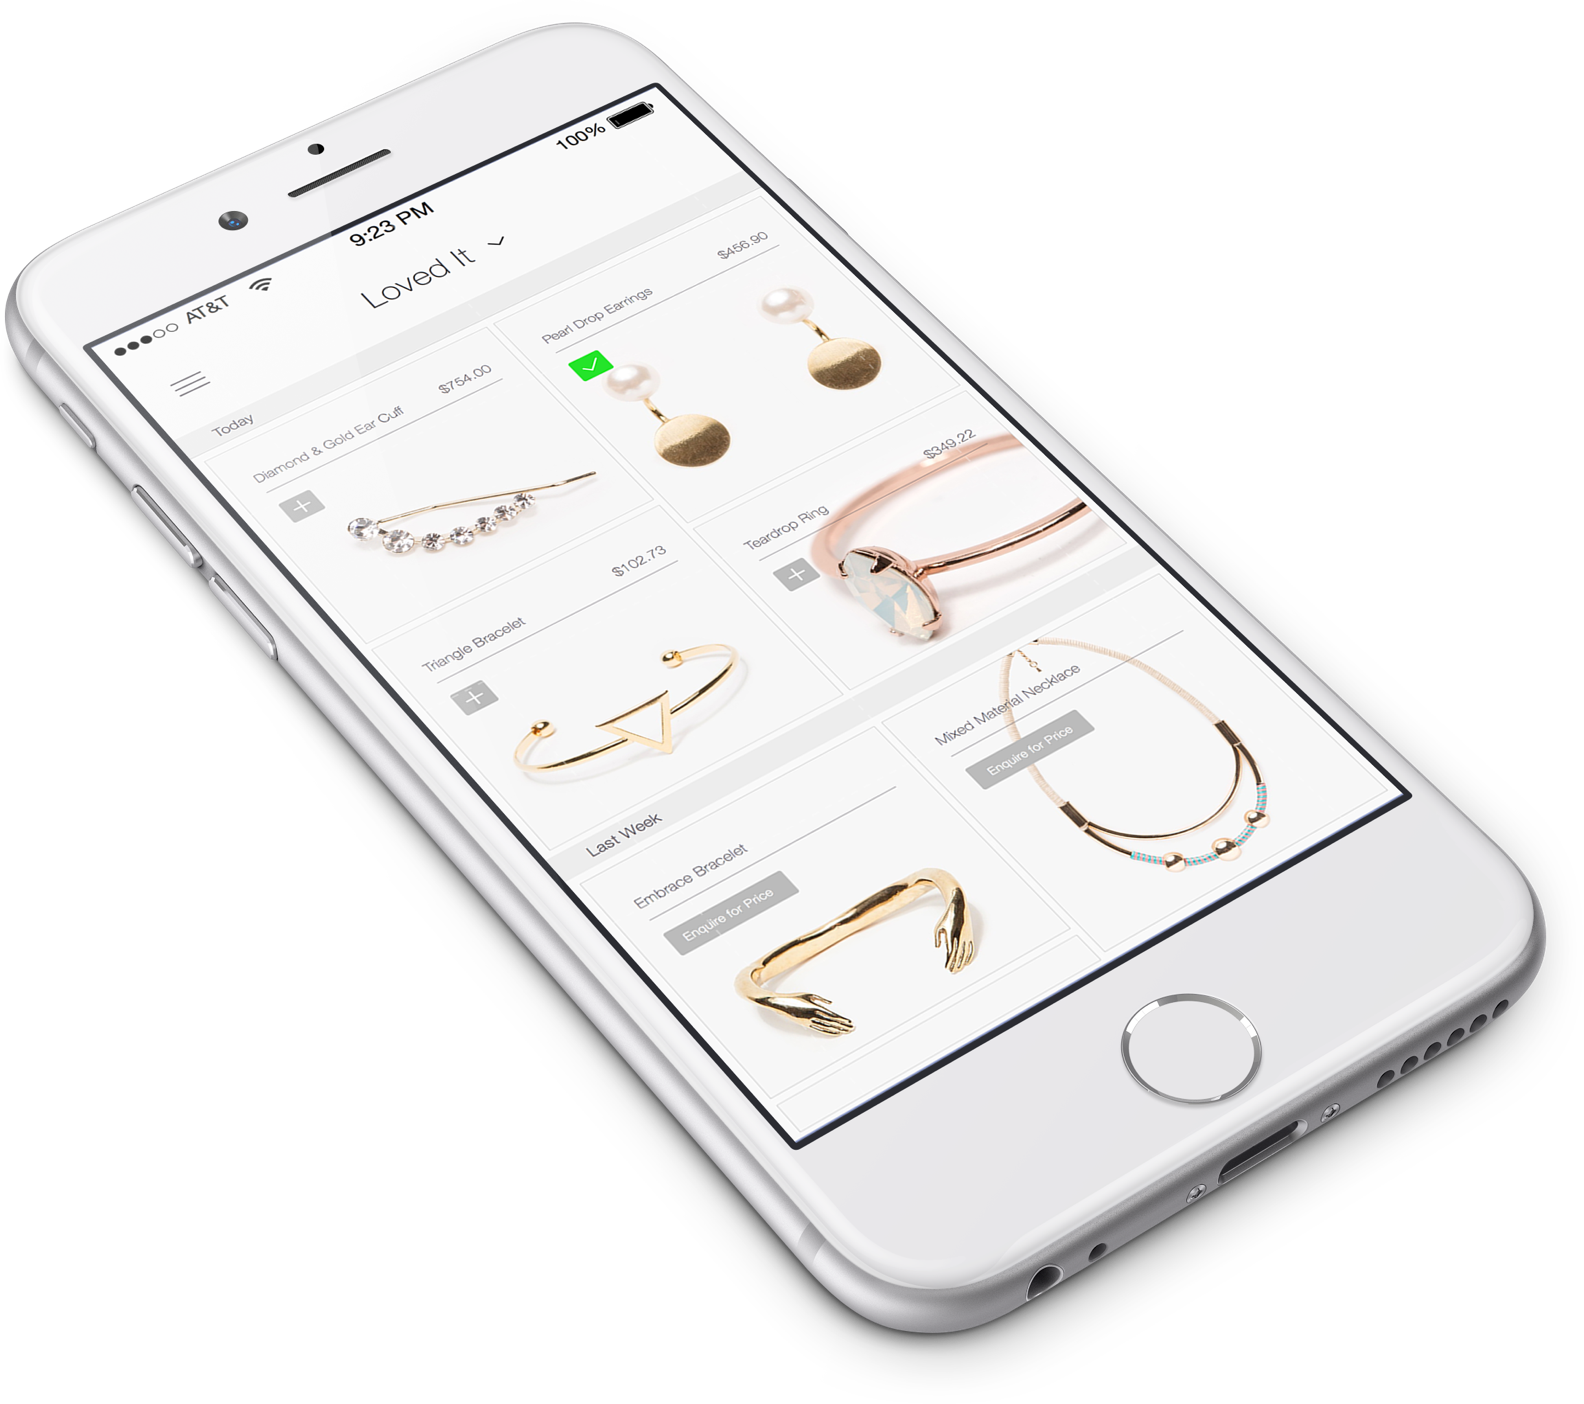 AT&T
9:23 PM
100%
Loved It
Today
Diamond & Gold Ear Cuff
$754.00
Pearl Drop Earrings
$456.90
Triangle Bracelet
$102.73
Teardrop Ring
$349.22
Last Week
Embrace Bracelet
Enquire for Price
Mixed Material Necklace
Enquire for Price